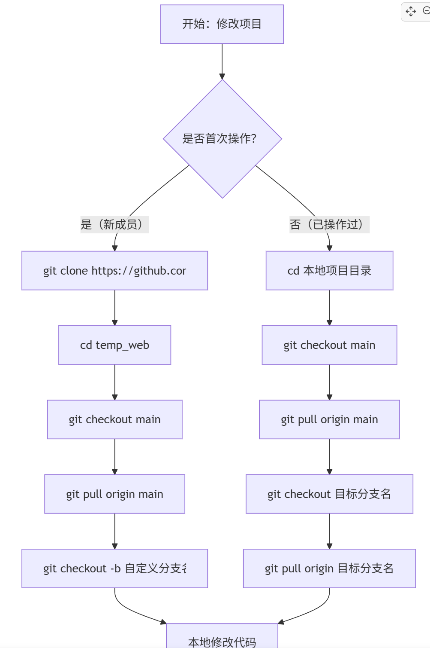 开始：修改项目
是否首次操作？
是（新成员）
否（已操作过）
git clone https://github.cor
cd 本地项目目录
cd temp_web
git checkout main
git checkout main
git pull origin main
git pull origin main
git checkout 目标分支名
git checkout -b 自定义分支名
git pull origin 目标分支名
本地修改代码